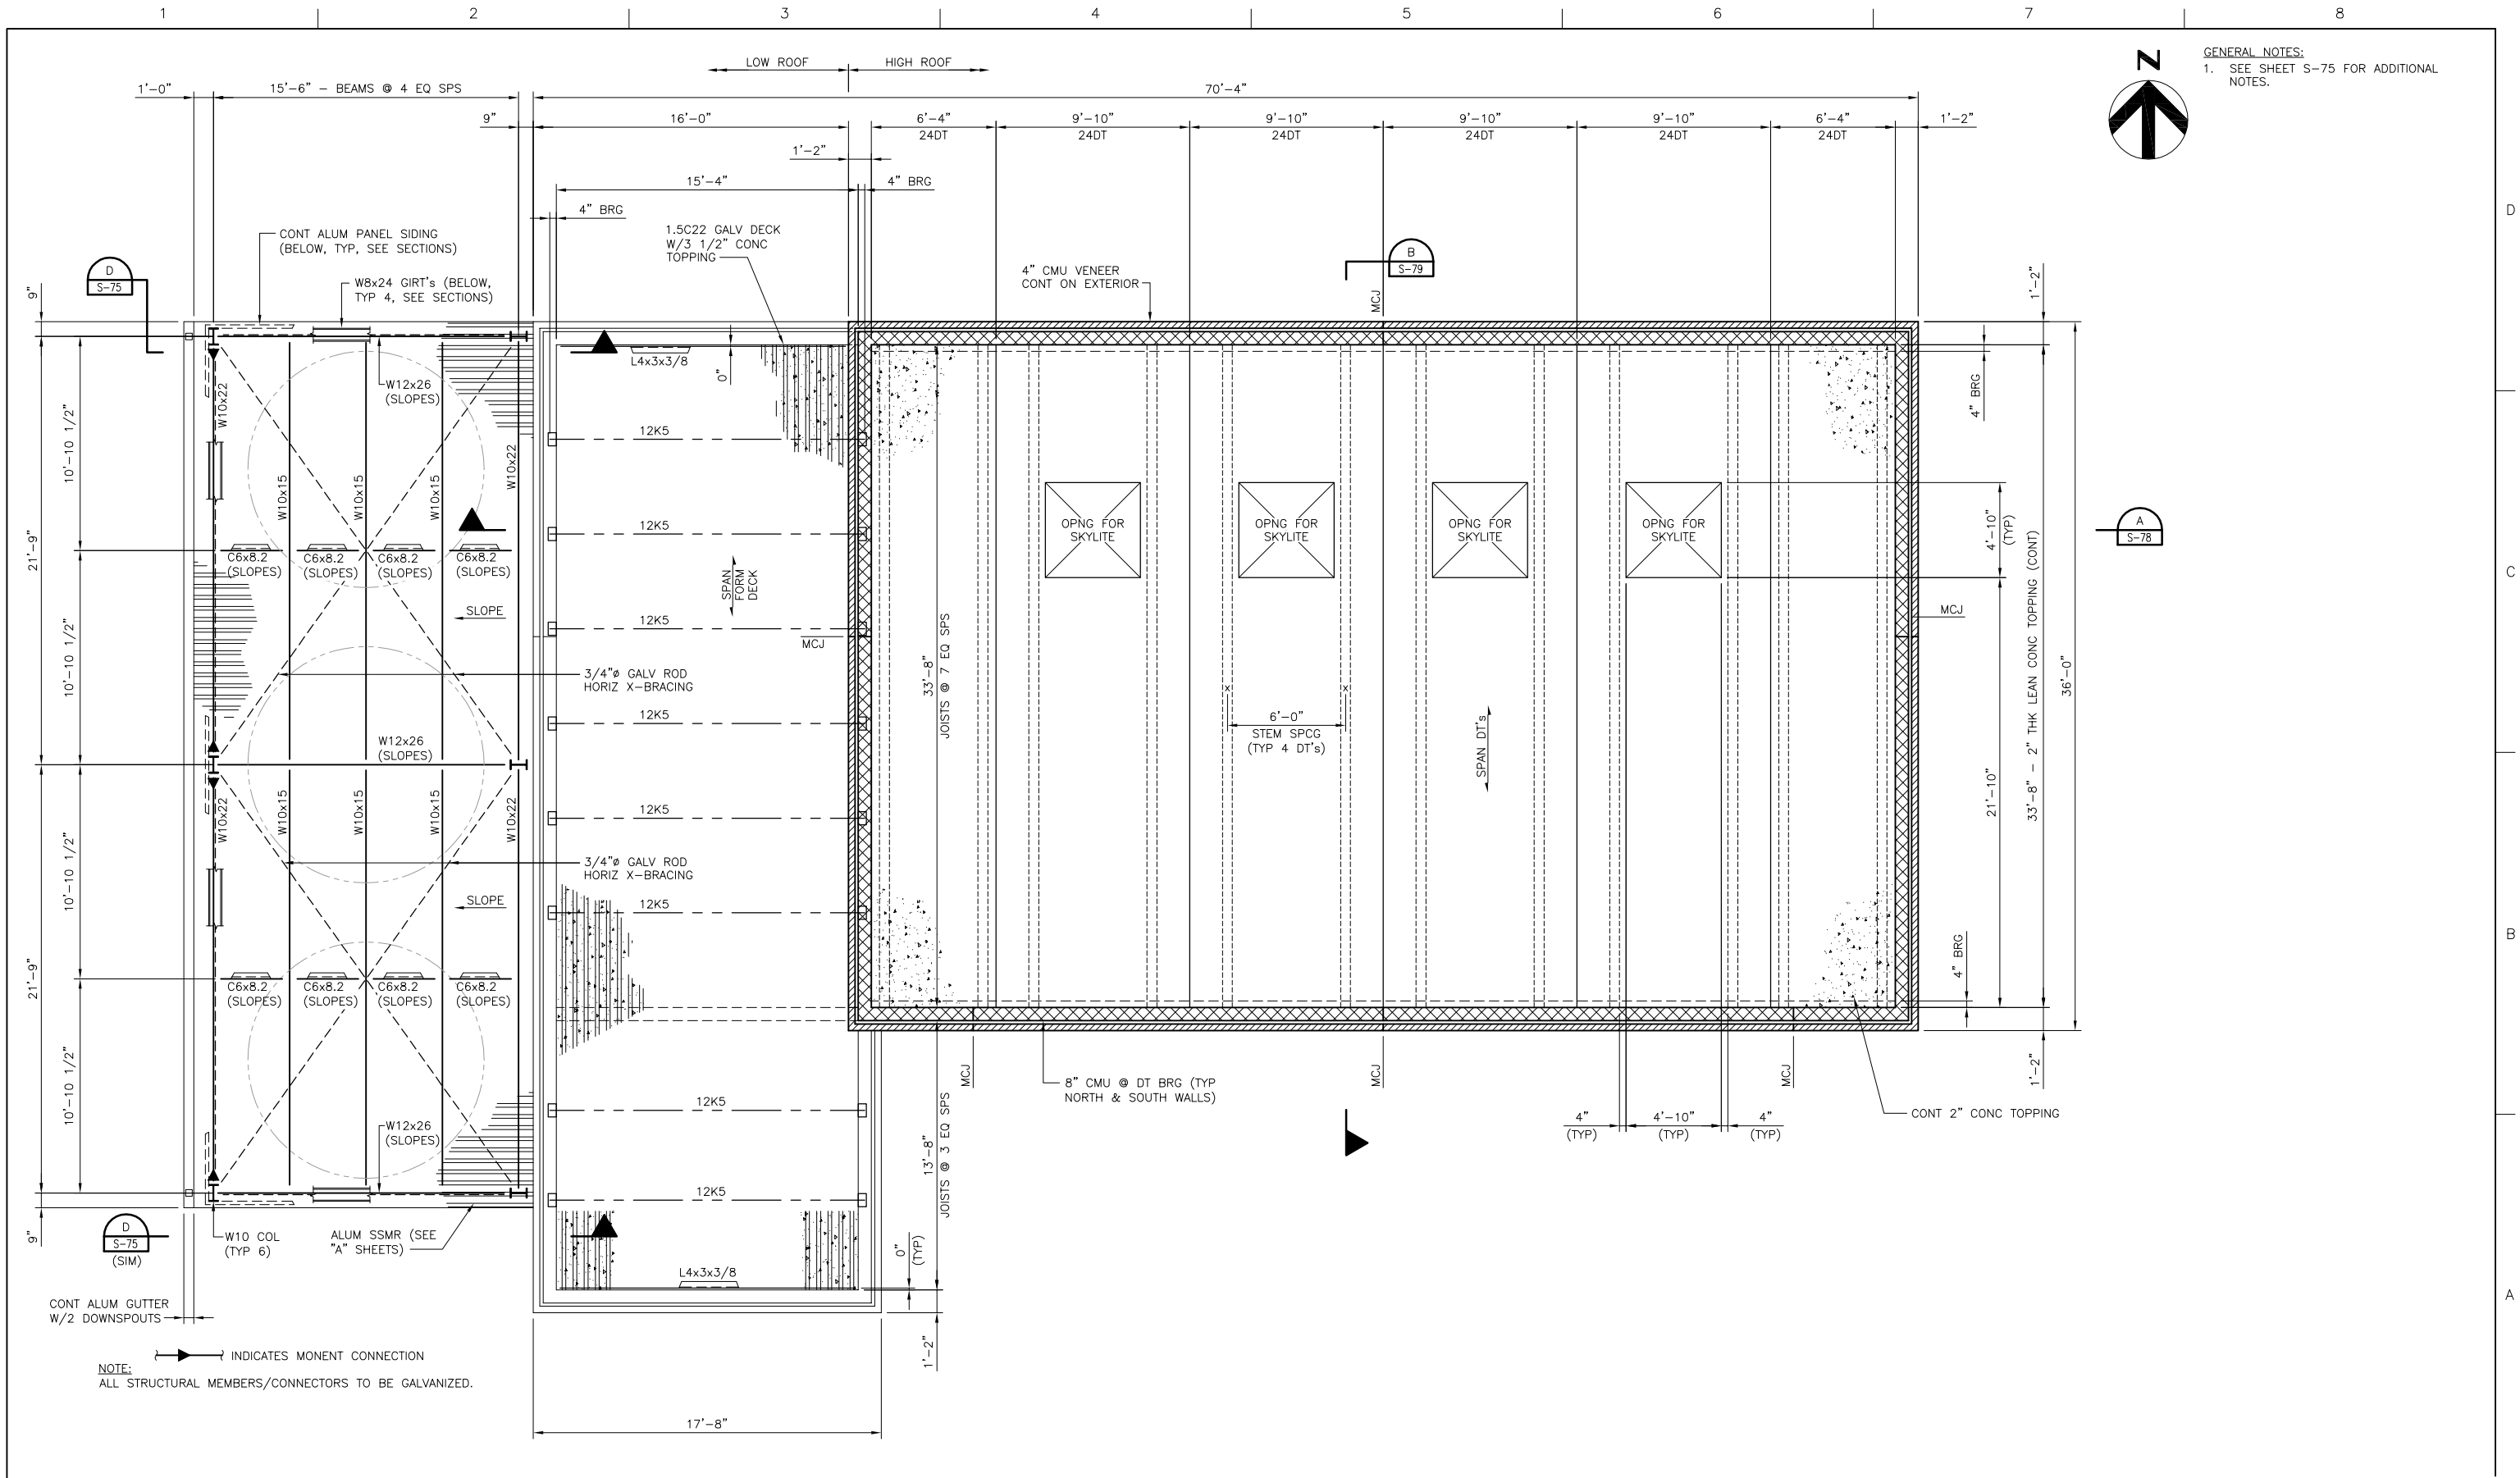 1 2 3 4 5 6 7 8
GENERAL NOTES:
1. SEE SHEET S-75 FOR ADDITIONAL
NOTES.
N
LOW ROOF HIGH ROOF
1'-0" 15'-6" - BEAMS @ 4 EQ SPS 70'-4"
9" 16'-0" 6'-4" 9'-10" 9'-10" 9'-10" 9'-10" 6'-4" 1'-2"
24DT 24DT 24DT 24DT 24DT 24DT
1'-2"
15'-4" 4" BRG
4" BRG
D
CONT ALUM PANEL SIDING
(BELOW, TYP, SEE SECTIONS)
1.5C22 GALV DECK
W/3 1/2" CONC
TOPPING
D
S-75
W8x24 GIRT's (BELOW,
TYP 4, SEE SECTIONS)
4" CMU VENEER
CONT ON EXTERIOR
B
S-79
MCJ
9"
1'-2"
L4x3x3/8
0"
W12x26
(SLOPES)
W10x22
W10x22
4" BRG
10'-10 1/2"
12K5
W10x15
W10x15
W10x15
OPNG FOR
SKYLITE
OPNG FOR
SKYLITE
OPNG FOR
SKYLITE
OPNG FOR
SKYLITE
4'-10"
(TYP)
A
S-78
12K5
21'-9"
C6x8.2
(SLOPES)
C6x8.2
(SLOPES)
C6x8.2
(SLOPES)
C6x8.2
(SLOPES)
SPAN
FORM
DECK
C
SLOPE
12K5
MCJ
MCJ
10'-10 1/2"
3/4"ø GALV ROD
HORIZ X-BRACING
33'-8"
JOISTS @ 7 EQ SPS
33'-8" - 2" THK LEAN CONC TOPPING (CONT)
36'-0"
12K5
6'-0"
STEM SPCG
(TYP 4 DT's)
SPAN DT's
W12x26
(SLOPES)
21'-10"
W10x22
W10x15
W10x15
W10x15
W10x22
12K5
10'-10 1/2"
3/4"ø GALV ROD
HORIZ X-BRACING
SLOPE
12K5
B
21'-9"
4" BRG
C6x8.2
(SLOPES)
C6x8.2
(SLOPES)
C6x8.2
(SLOPES)
C6x8.2
(SLOPES)
10'-10 1/2"
MCJ
MCJ
MCJ
1'-2"
8" CMU @ DT BRG (TYP
NORTH & SOUTH WALLS)
12K5
4"
(TYP)
4'-10"
(TYP)
4"
(TYP)
CONT 2" CONC TOPPING
W12x26
(SLOPES)
13'-8"
JOISTS @ 3 EQ SPS
12K5
9"
D
S-75
(SIM)
W10 COL
(TYP 6)
ALUM SSMR (SEE
"A" SHEETS)
0"
(TYP)
L4x3x3/8
A
CONT ALUM GUTTER
W/2 DOWNSPOUTS
1'-2"
INDICATES MONENT CONNECTION
NOTE:
ALL STRUCTURAL MEMBERS/CONNECTORS TO BE GALVANIZED.
17'-8"